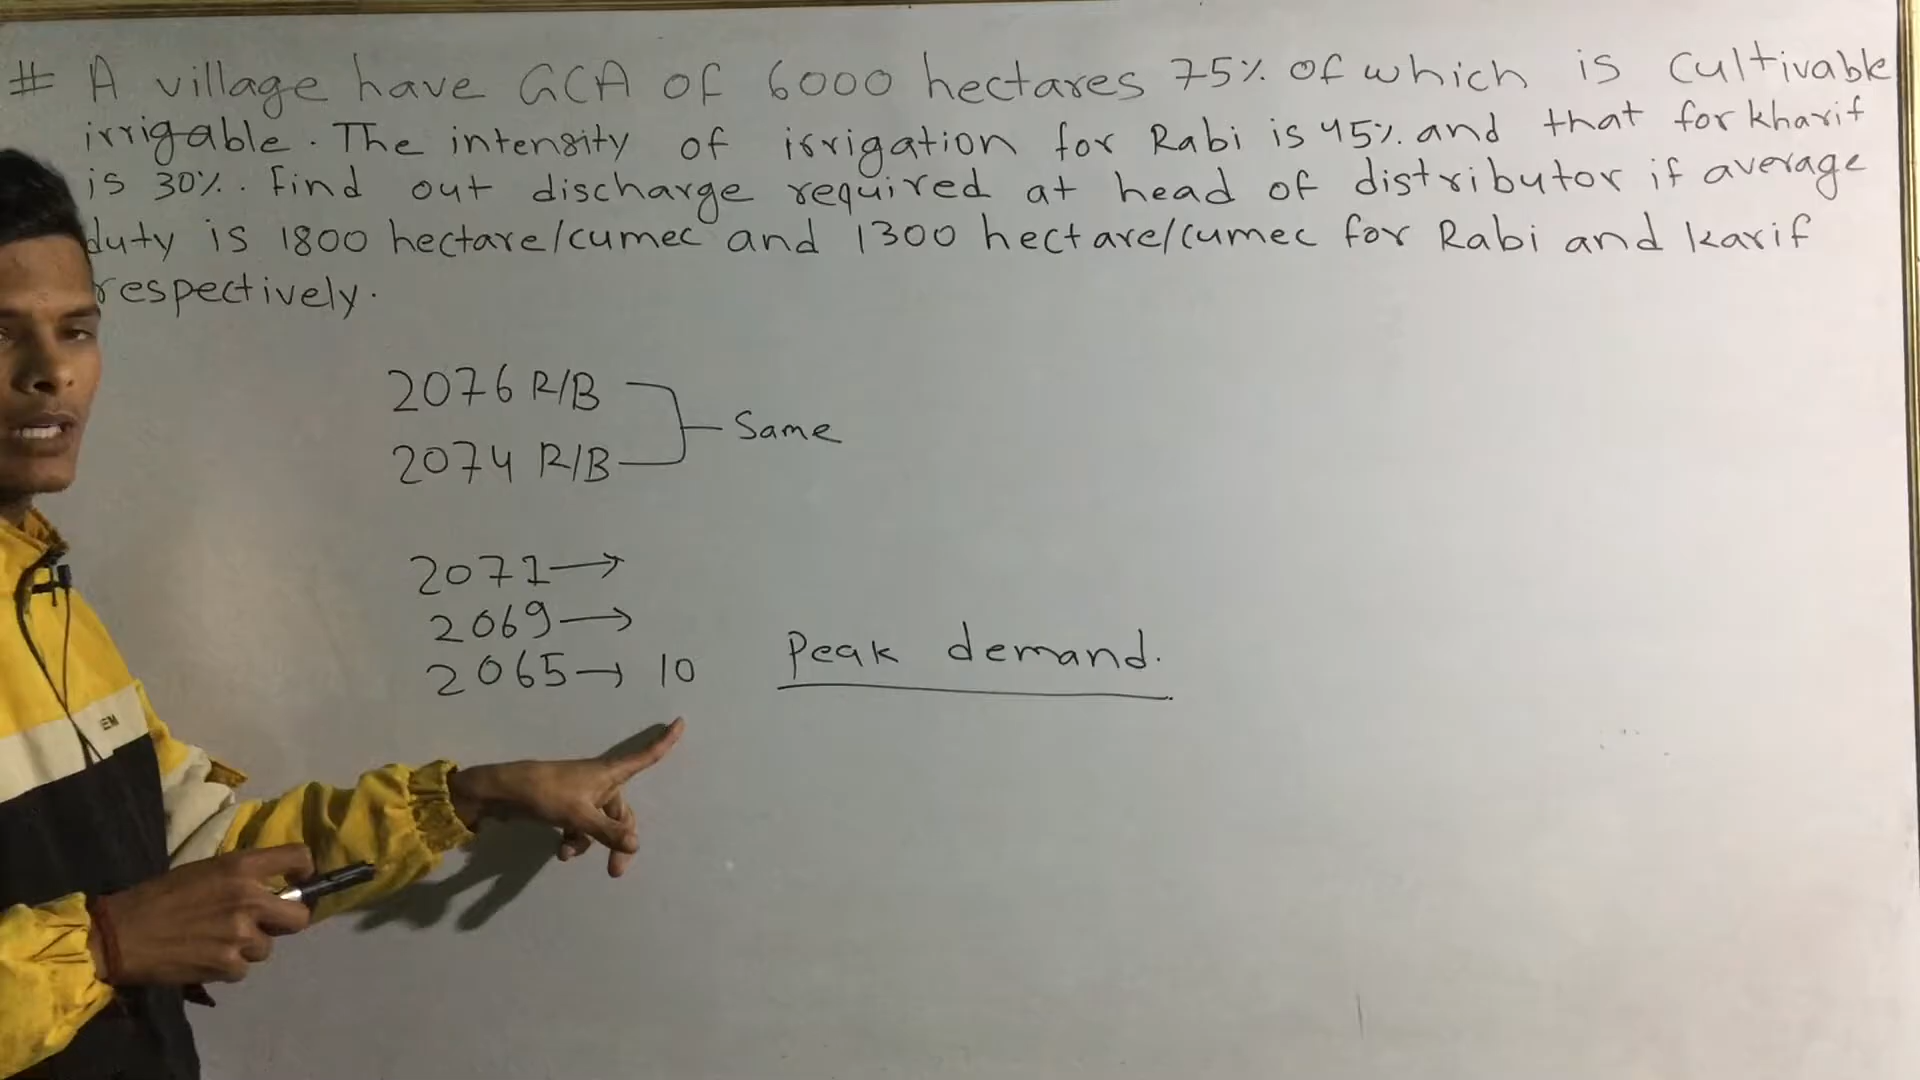 # A village have GCA of 6000 hectares 75% of which is cultivable
irrigable. The intensity of irrigation for Rabi is 45% and that for kharif
is 30%. Find out discharge required at head of distributor if average
duty is 1800 hectare/cumec and 1300 hectare/cumec for Rabi and karif
respectively.
2076 R/B
Same
2074 R/B
2071 →
2069 →
2065 → 10
Peak demand.
EM